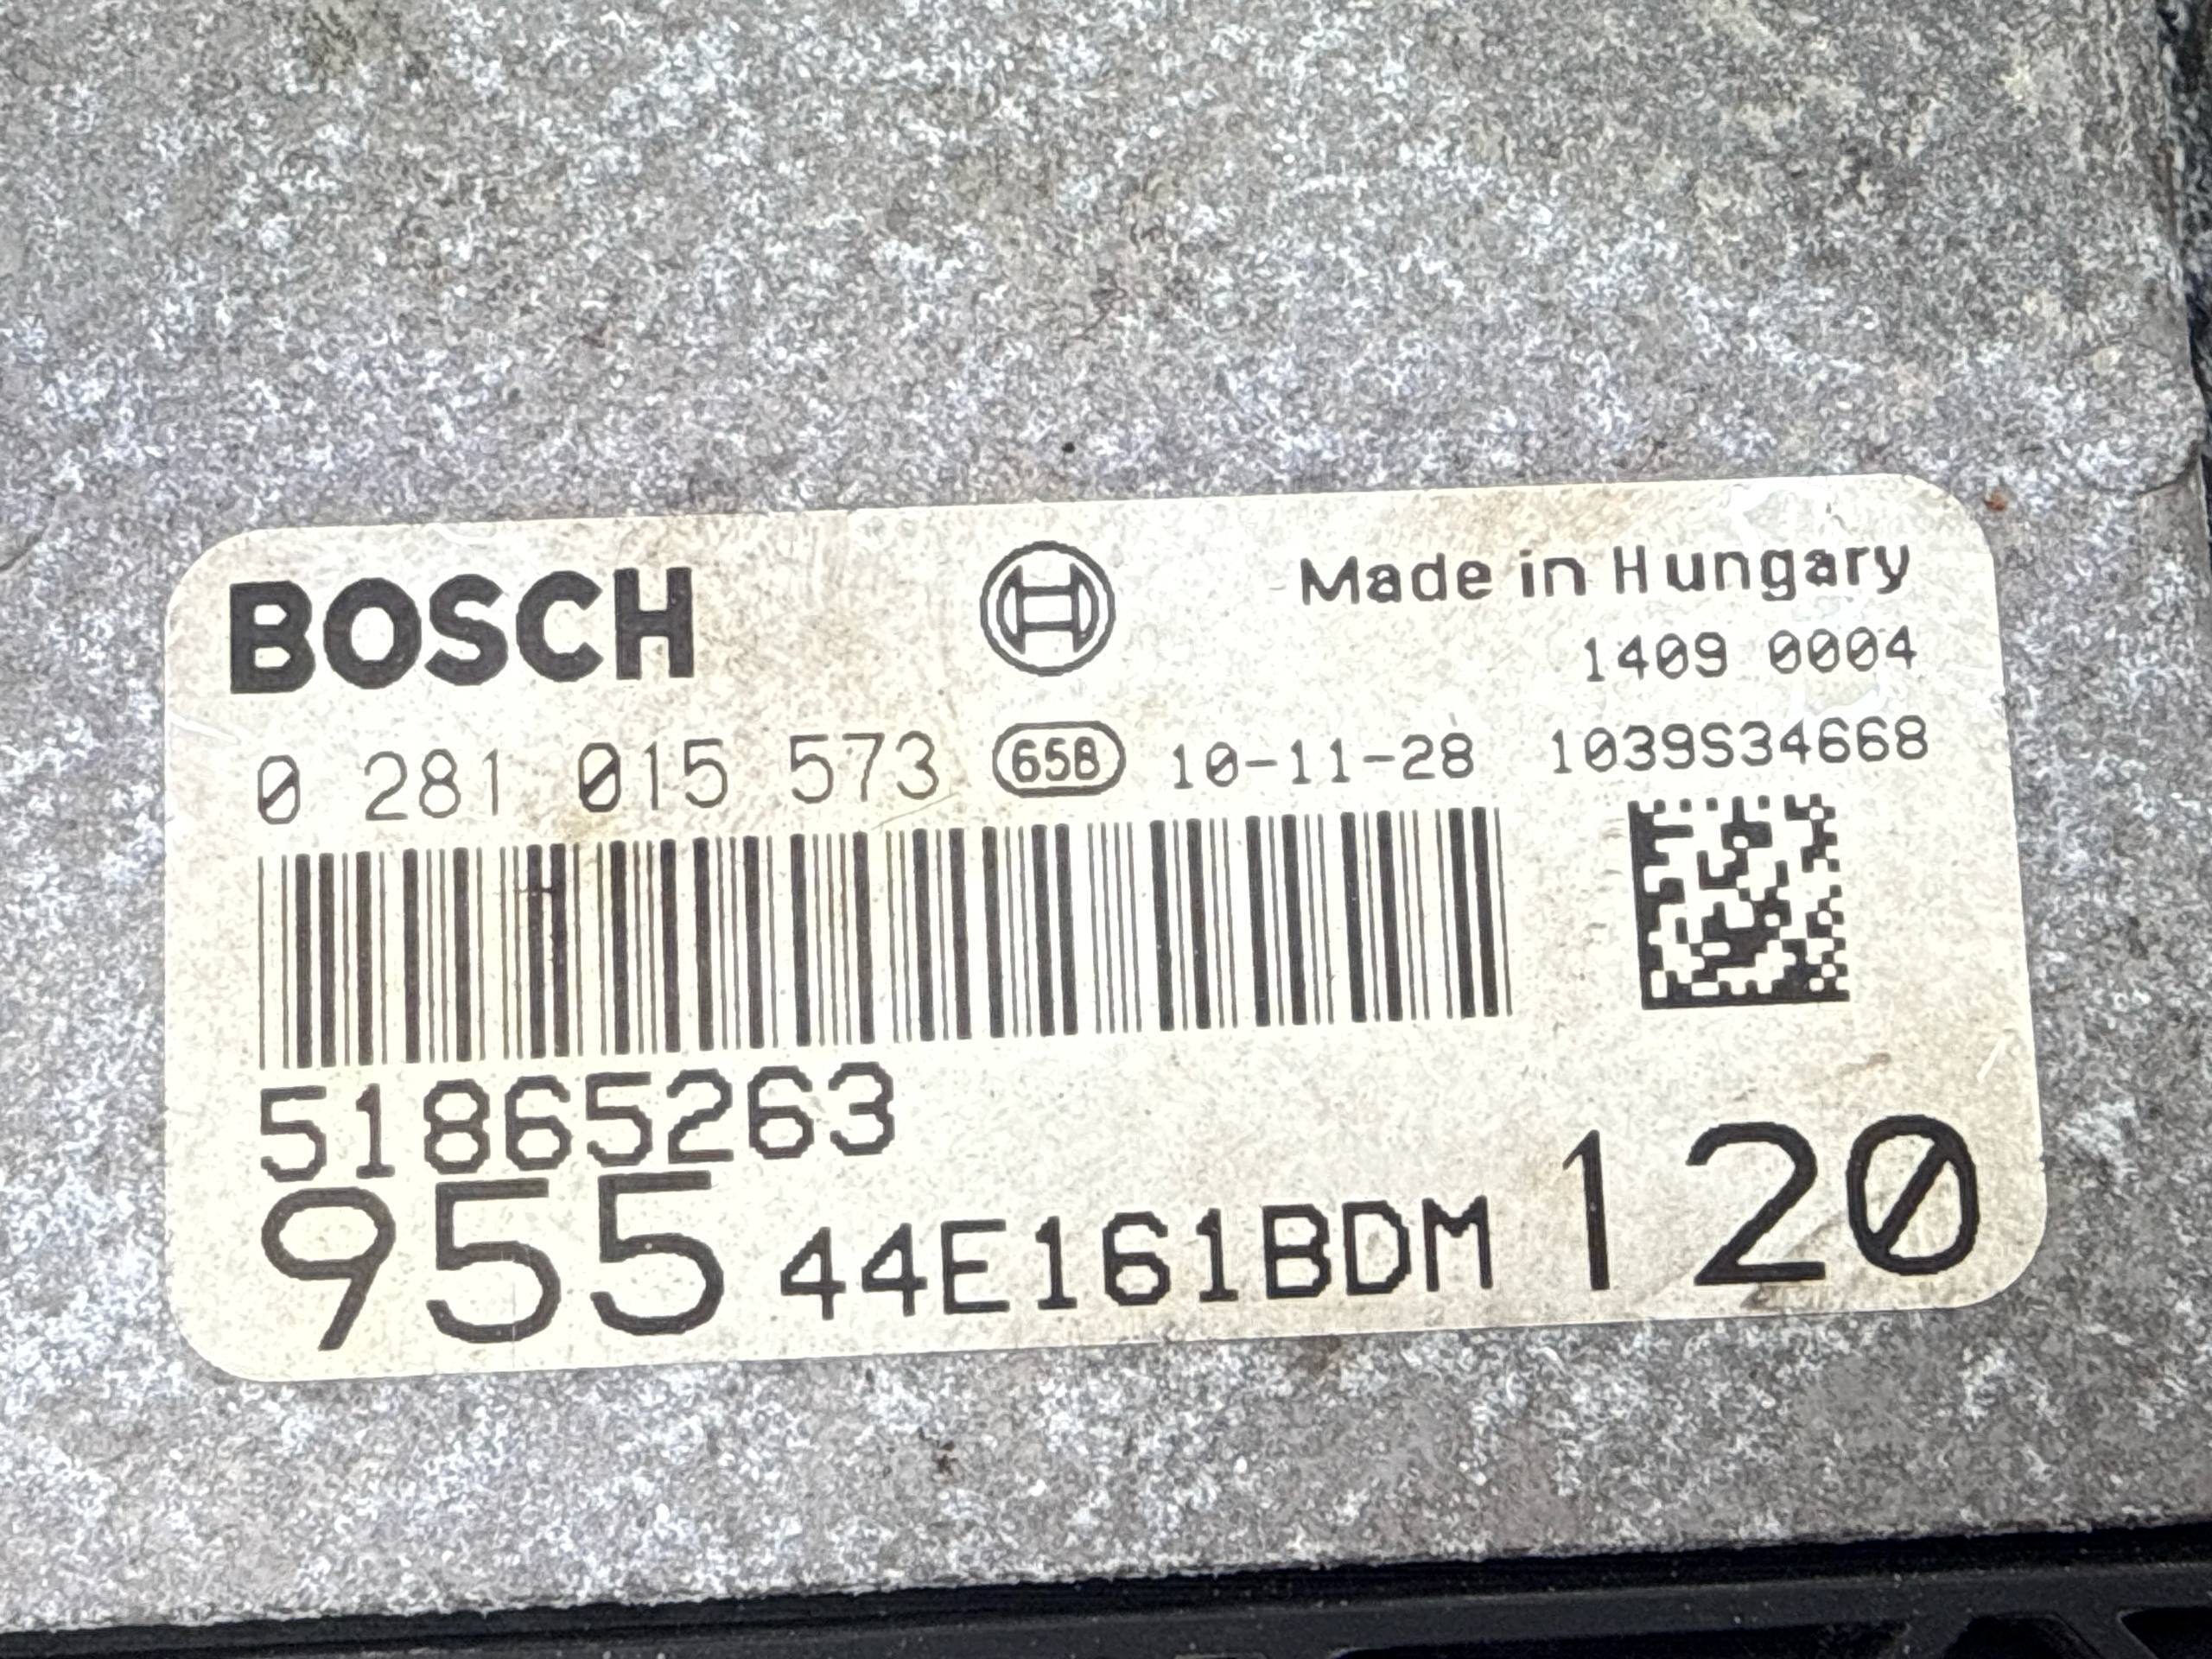 BOSCH Made in Hungary
1409 0004
0 281 015 573 658 10-11-28 1039S34668
51865263
955 44E161BDM 120